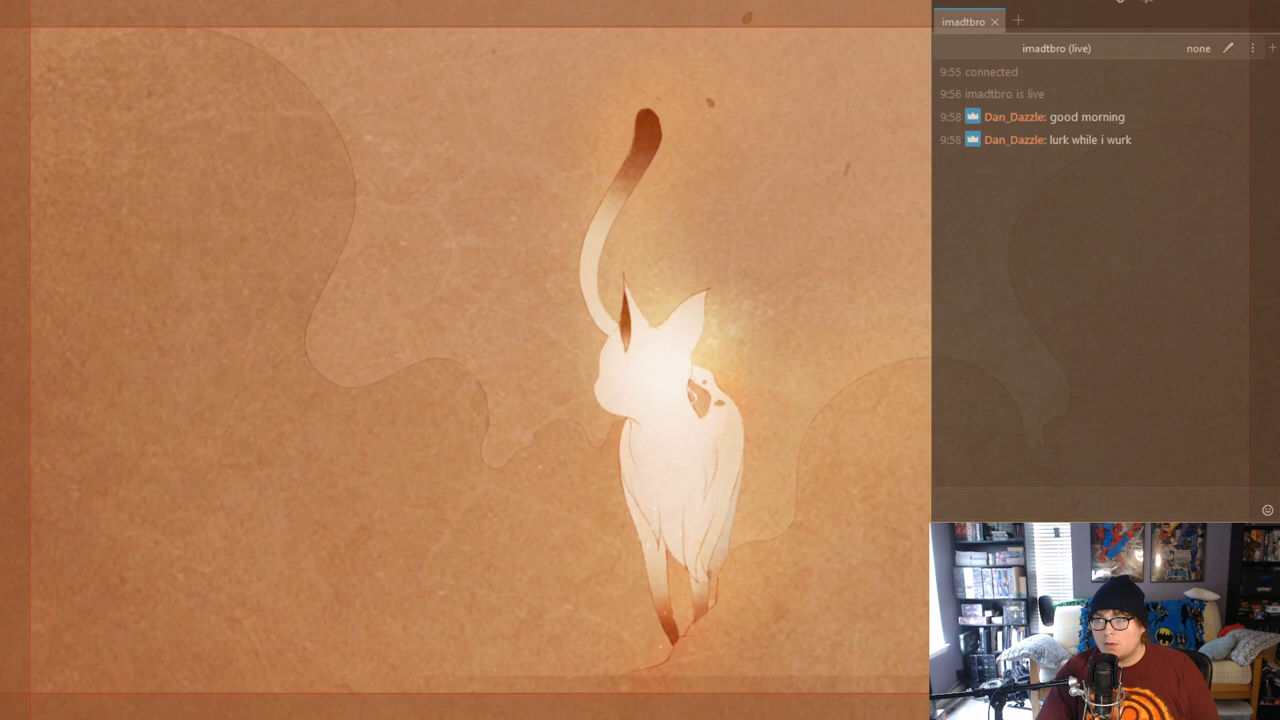 imadtbro
imadtbro (live)
none
9:55 connected
9:56 imadtbro is live
9:58 Dan_Dazzle: good morning
9:58 Dan_Dazzle: lurk while i wurk